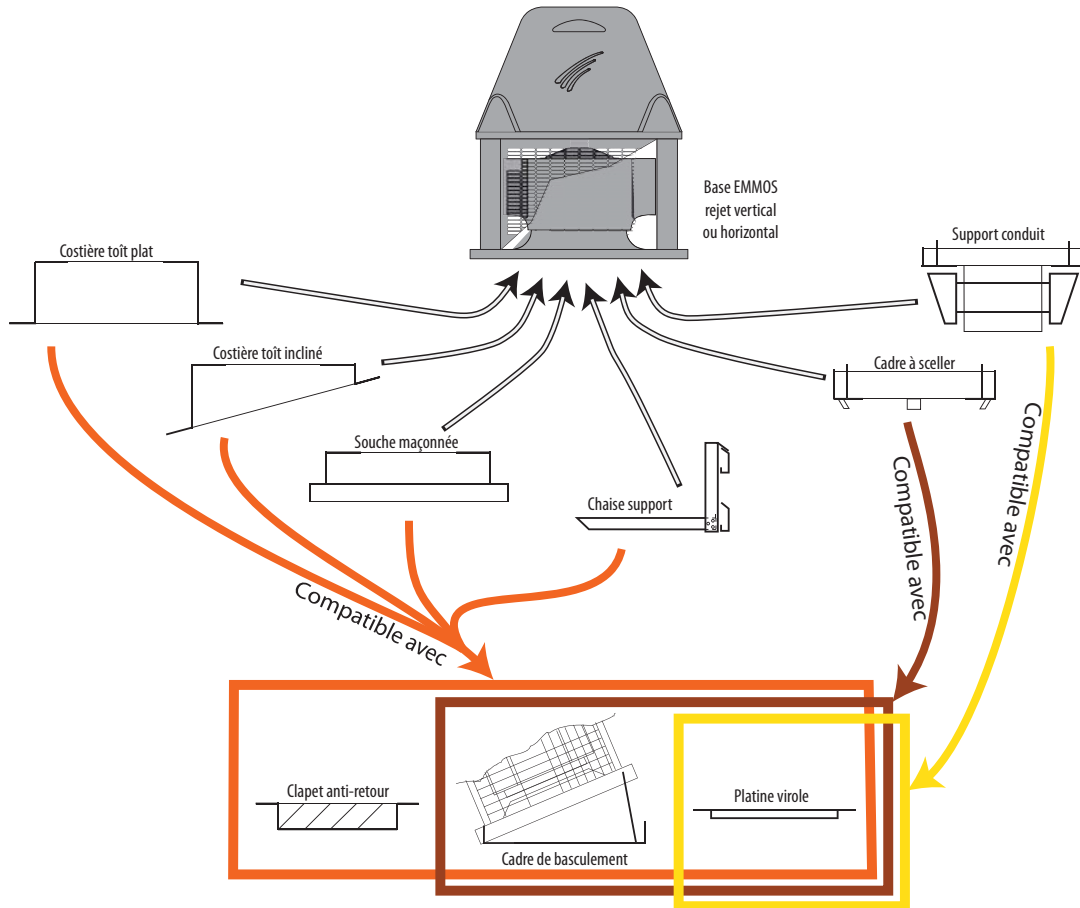 Base EMMOS
rejet vertical
ou horizontal
Costière toît plat
Support conduit
Costière toît incliné
Cadre à sceller
Souche maçonnée
Chaise support
Compatible avec
Compatible avec
Compatible avec
Clapet anti-retour
Cadre de basculement
Platine virole